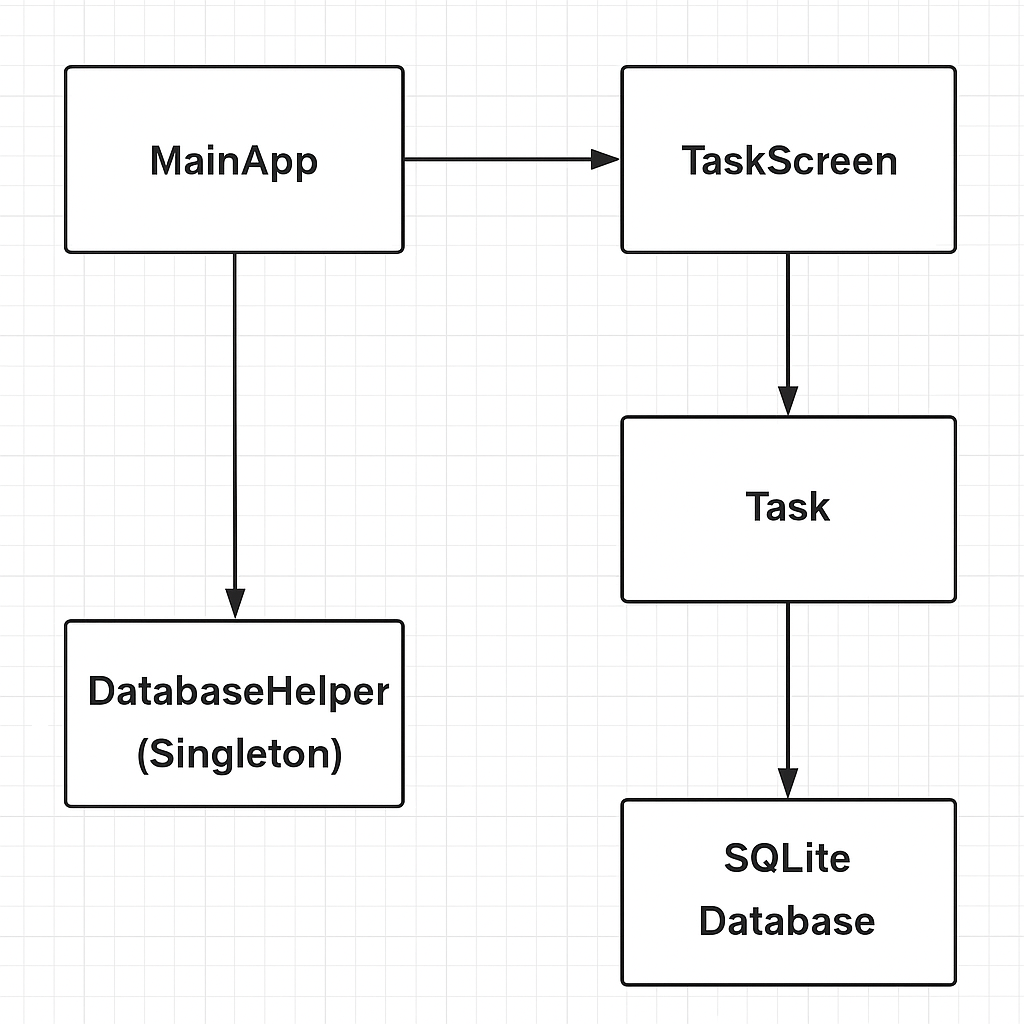 MainApp
TaskScreen
Task
DatabaseHelper
(Singleton)
SQLite
Database